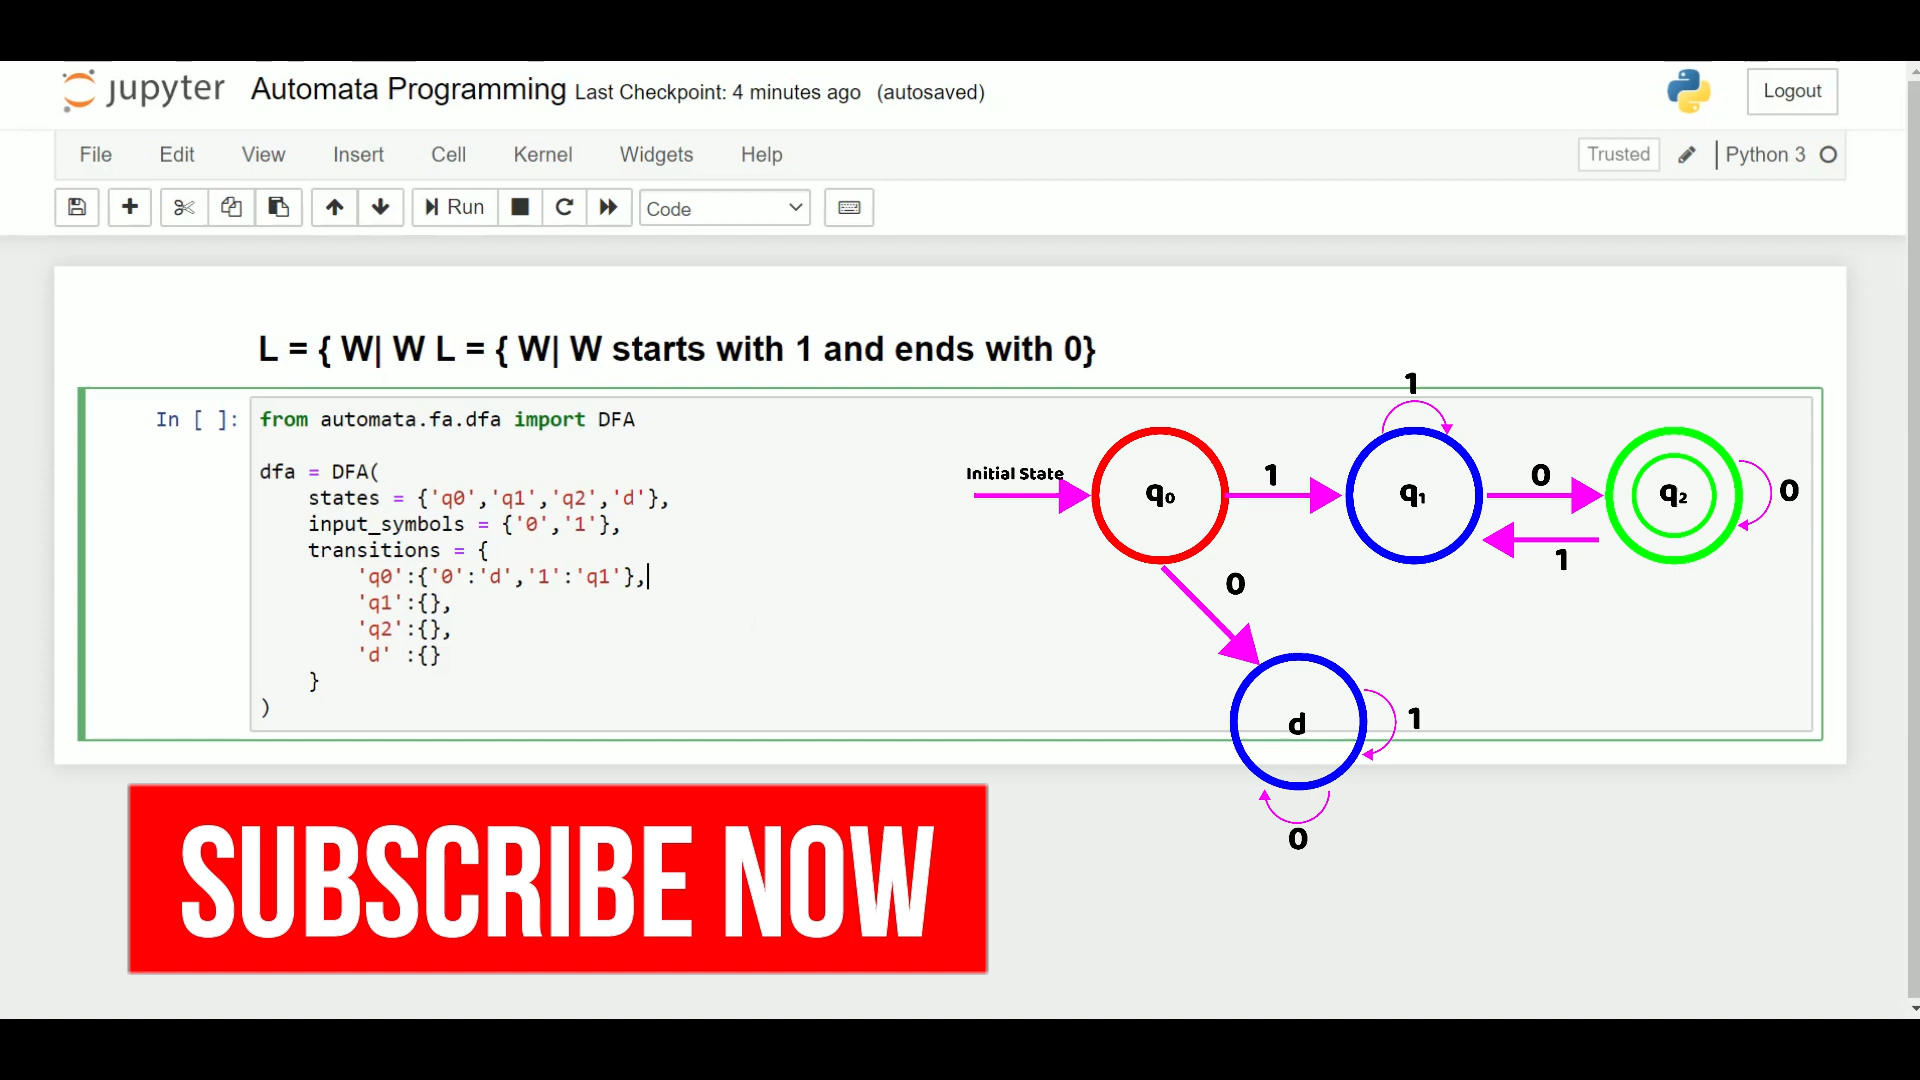 jupyter Automata Programming Last Checkpoint: 4 minutes ago (autosaved) Logout
File Edit View Insert Cell Kernel Widgets Help Trusted Python 3
Run Code
L = { W| W L = { W| W starts with 1 and ends with 0}
In [ ]:
from automata.fa.dfa import DFA
dfa = DFA(
states = {'q0','q1','q2','d'},
input_symbols = {'0','1'},
transitions = {
'q0':{'0':'d','1':'q1'},
'q1':{},
'q2':{},
'd' :{}
}
)
1
Initial State
q₀ 1 q₁ 0 q₂ 0
1
0
d 1
0
SUBSCRIBE NOW